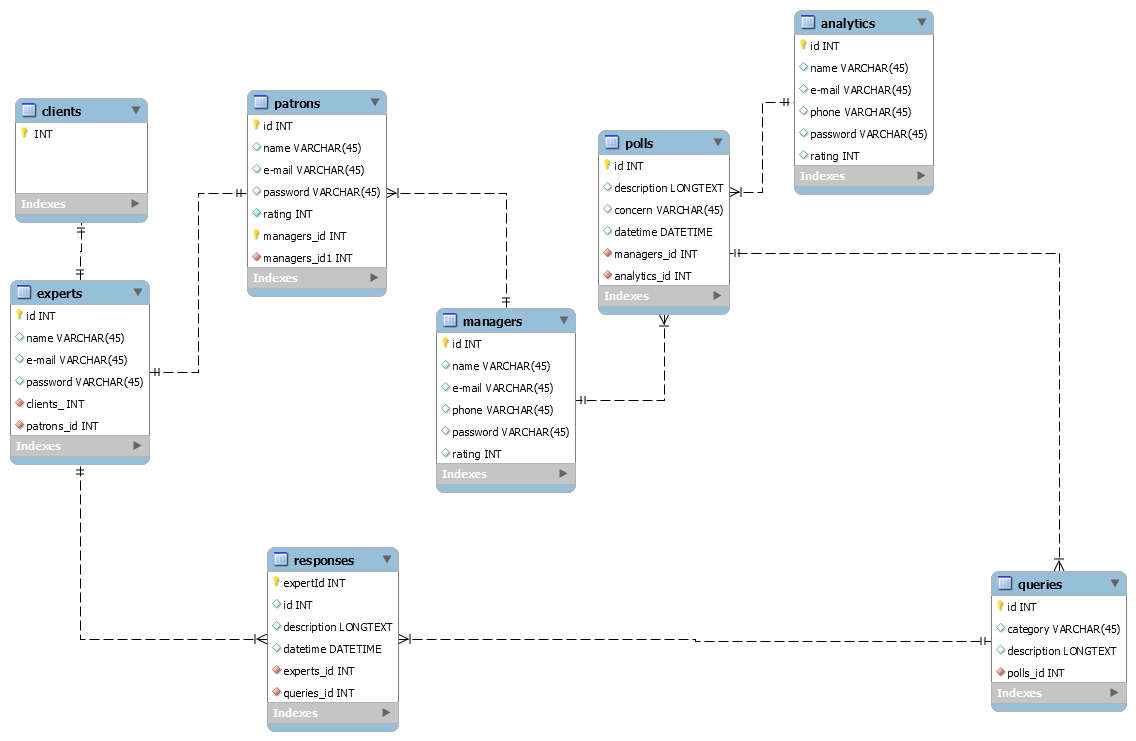 analytics
id INT
name VARCHAR(45)
e-mail VARCHAR(45)
phone VARCHAR(45)
password VARCHAR(45)
rating INT
Indexes
patrons
id INT
name VARCHAR(45)
e-mail VARCHAR(45)
password VARCHAR(45)
rating INT
managers_id INT
managers_id1 INT
Indexes
clients
INT
Indexes
polls
id INT
description LONGTEXT
concern VARCHAR(45)
datetime DATETIME
managers_id INT
analytics_id INT
Indexes
experts
id INT
name VARCHAR(45)
e-mail VARCHAR(45)
password VARCHAR(45)
clients_ INT
patrons_id INT
Indexes
managers
id INT
name VARCHAR(45)
e-mail VARCHAR(45)
phone VARCHAR(45)
password VARCHAR(45)
rating INT
Indexes
responses
expertId INT
id INT
description LONGTEXT
datetime DATETIME
experts_id INT
queries_id INT
Indexes
queries
id INT
category VARCHAR(45)
description LONGTEXT
polls_id INT
Indexes